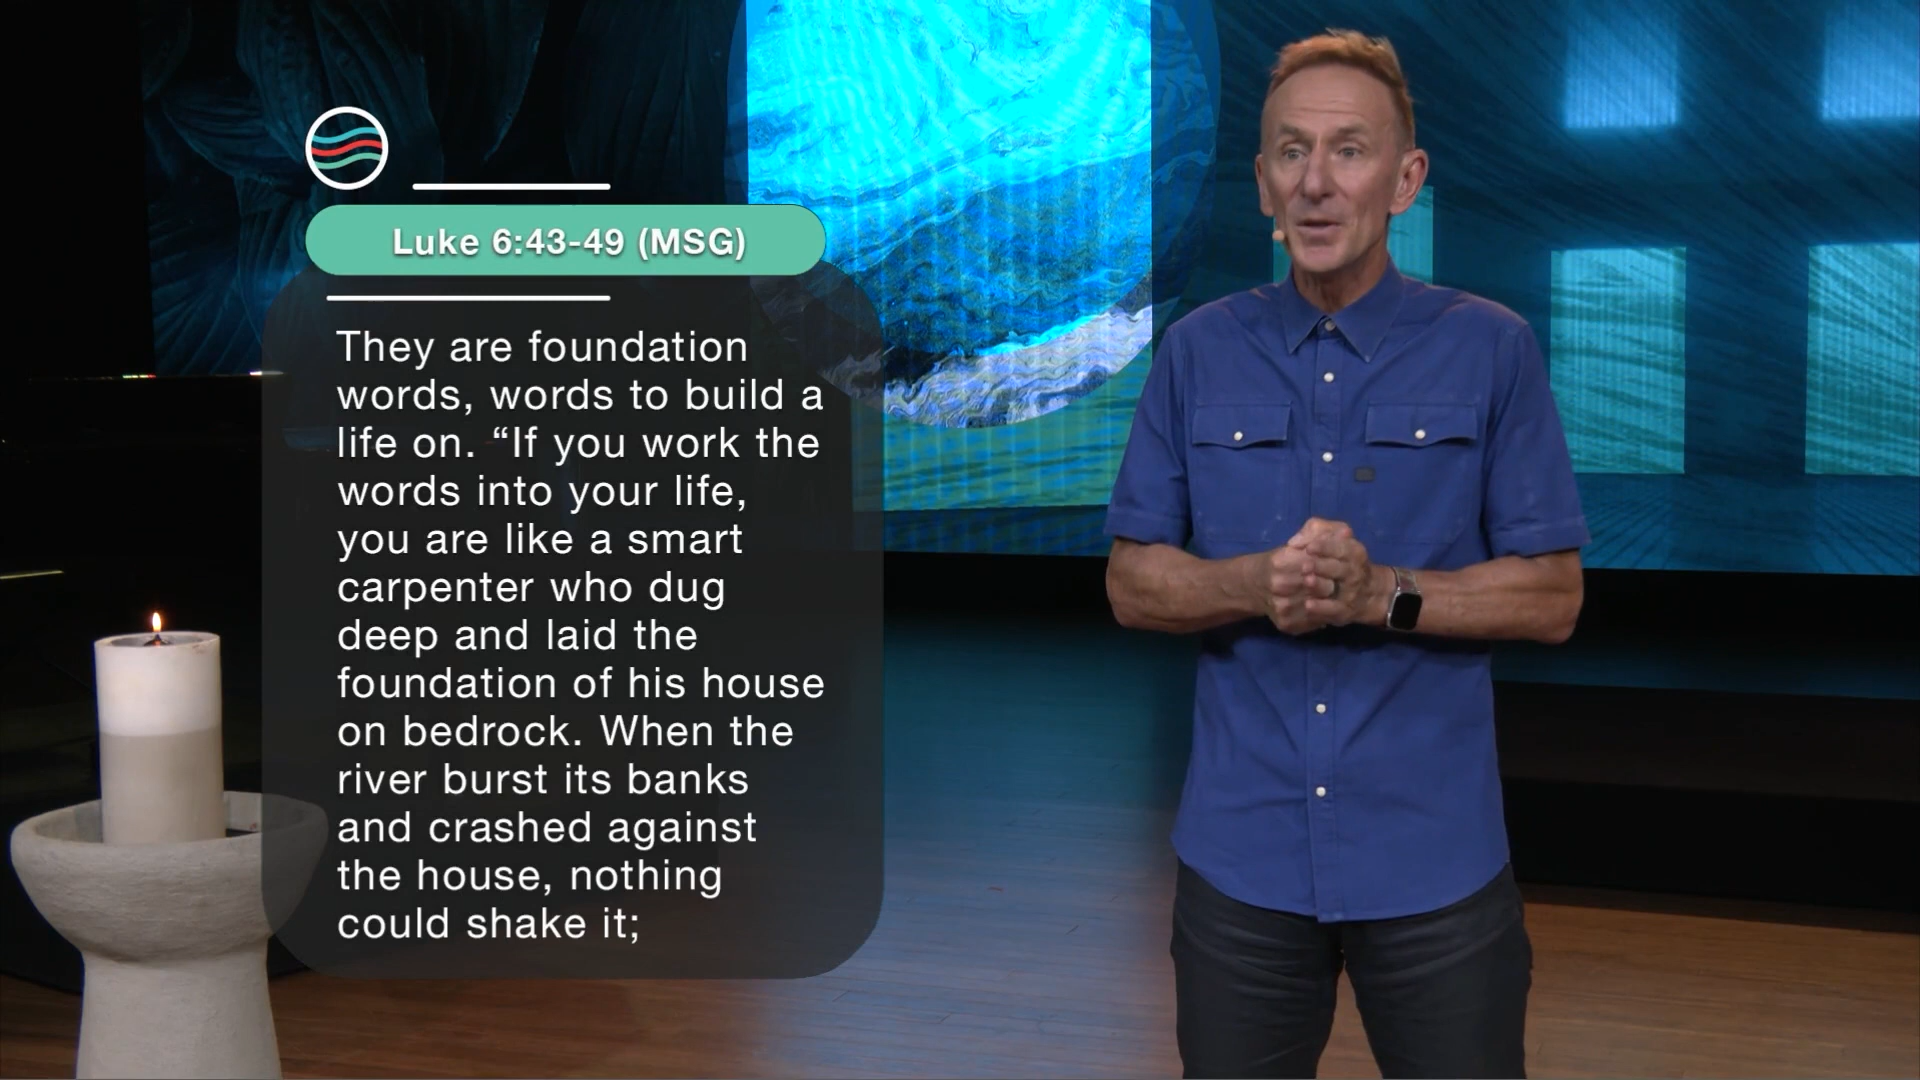 Luke 6:43-49 (MSG)
They are foundation
words, words to build a
life on. “If you work the
words into your life,
you are like a smart
carpenter who dug
deep and laid the
foundation of his house
on bedrock. When the
river burst its banks
and crashed against
the house, nothing
could shake it;